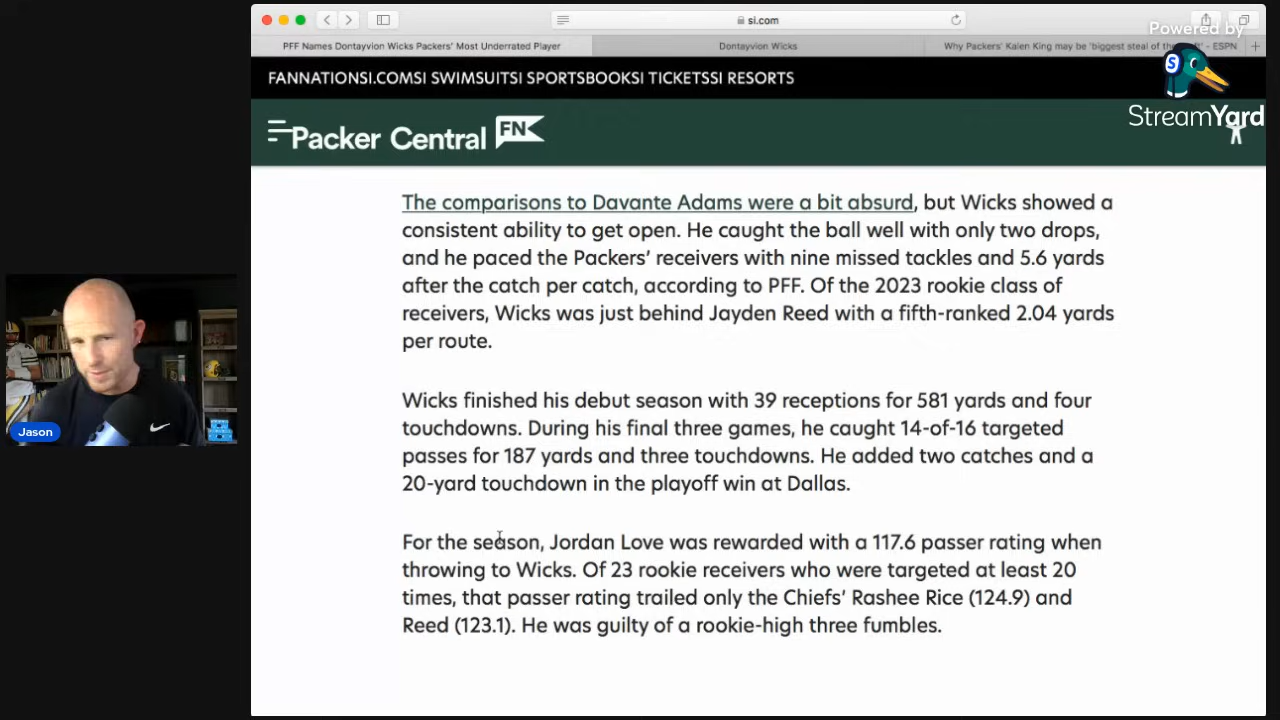 Powered by
StreamYard
si.com
PFF Names Dontayvion Wicks Packers' Most Underrated Player
Dontayvion Wicks
Why Packers' Kalen King may be 'biggest steal of the
- ESPN
FANNATIONSI.COMSI SWIMSUITSI SPORTSBOOKSI TICKETSSI RESORTS
Packer Central FN
The comparisons to Davante Adams were a bit absurd, but Wicks showed a
consistent ability to get open. He caught the ball well with only two drops,
and he paced the Packers' receivers with nine missed tackles and 5.6 yards
after the catch per catch, according to PFF. Of the 2023 rookie class of
receivers, Wicks was just behind Jayden Reed with a fifth-ranked 2.04 yards
per route.
Wicks finished his debut season with 39 receptions for 581 yards and four
touchdowns. During his final three games, he caught 14-of-16 targeted
passes for 187 yards and three touchdowns. He added two catches and a
20-yard touchdown in the playoff win at Dallas.
For the season, Jordan Love was rewarded with a 117.6 passer rating when
throwing to Wicks. Of 23 rookie receivers who were targeted at least 20
times, that passer rating trailed only the Chiefs' Rashee Rice (124.9) and
Reed (123.1). He was guilty of a rookie-high three fumbles.
Jason